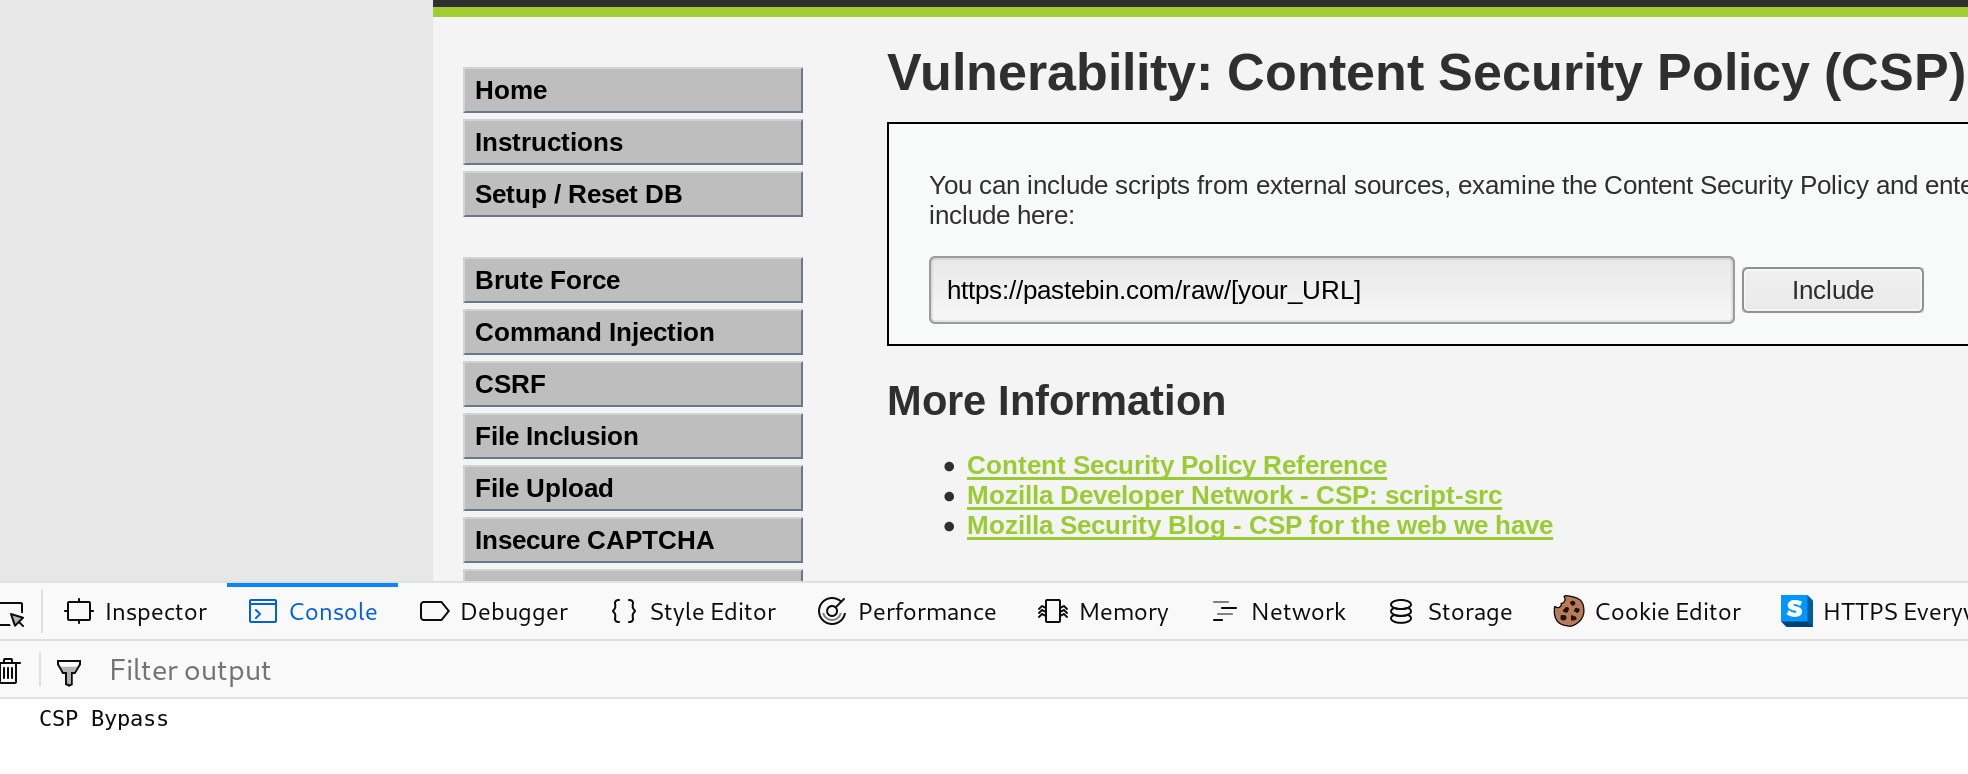 Home
Instructions
Setup / Reset DB
Brute Force
Command Injection
CSRF
File Inclusion
File Upload
Insecure CAPTCHA
Vulnerability: Content Security Policy (CSP)
You can include scripts from external sources, examine the Content Security Policy and ente
include here:
https://pastebin.com/raw/[your_URL]
Include
More Information
Content Security Policy Reference
Mozilla Developer Network - CSP: script-src
Mozilla Security Blog - CSP for the web we have
Inspector Console Debugger Style Editor Performance Memory Network Storage Cookie Editor HTTPS Every
Filter output
CSP Bypass